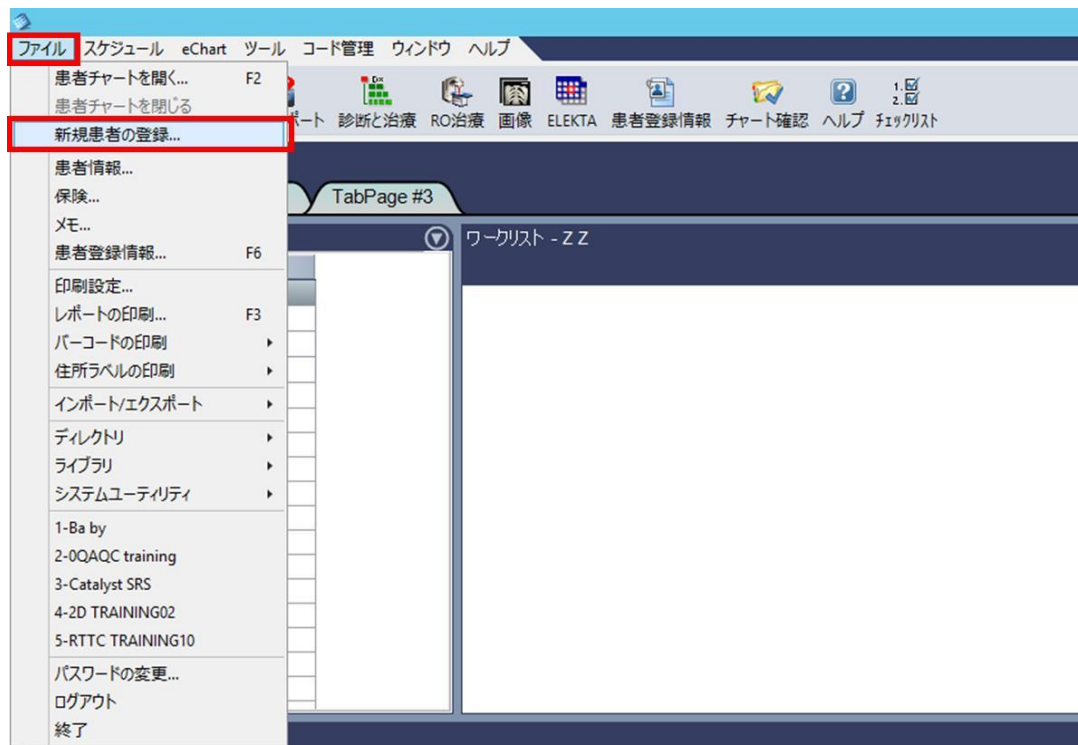 ファイル スケジュール eChart ツール コード管理 ウィンドウ ヘルプ
患者チャートを開く... F2
患者チャートを閉じる
新規患者の登録...
患者情報...
保険...
メモ...
患者登録情報... F6
印刷設定...
レポートの印刷... F3
バーコードの印刷
住所ラベルの印刷
インポート/エクスポート
ディレクトリ
ライブラリ
システムユーティリティ
1-Ba by
2-0QAQC training
3-Catalyst SRS
4-2D TRAINING02
5-RTTC TRAINING10
パスワードの変更...
ログアウト
終了
ポート 診断と治療 RO治療 画像 ELEKTA 患者登録情報 チャート確認 ヘルプ チェックリスト
TabPage #3
ワークリスト - Z Z